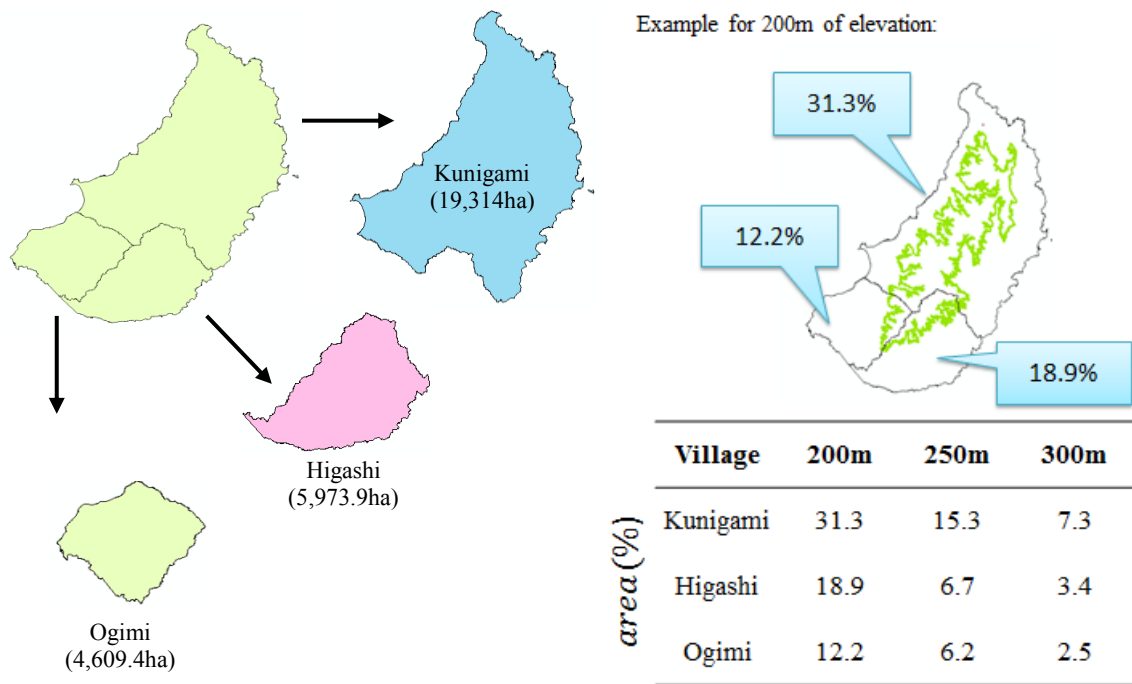 Kunigami
(19,314ha)
Higashi
(5,973.9ha)
Ogimi
(4,609.4ha)
Example for 200m of elevation:
31.3%
12.2%
18.9%
Village 200m 250m 300m
area (%)
Kunigami 31.3 15.3 7.3
Higashi 18.9 6.7 3.4
Ogimi 12.2 6.2 2.5